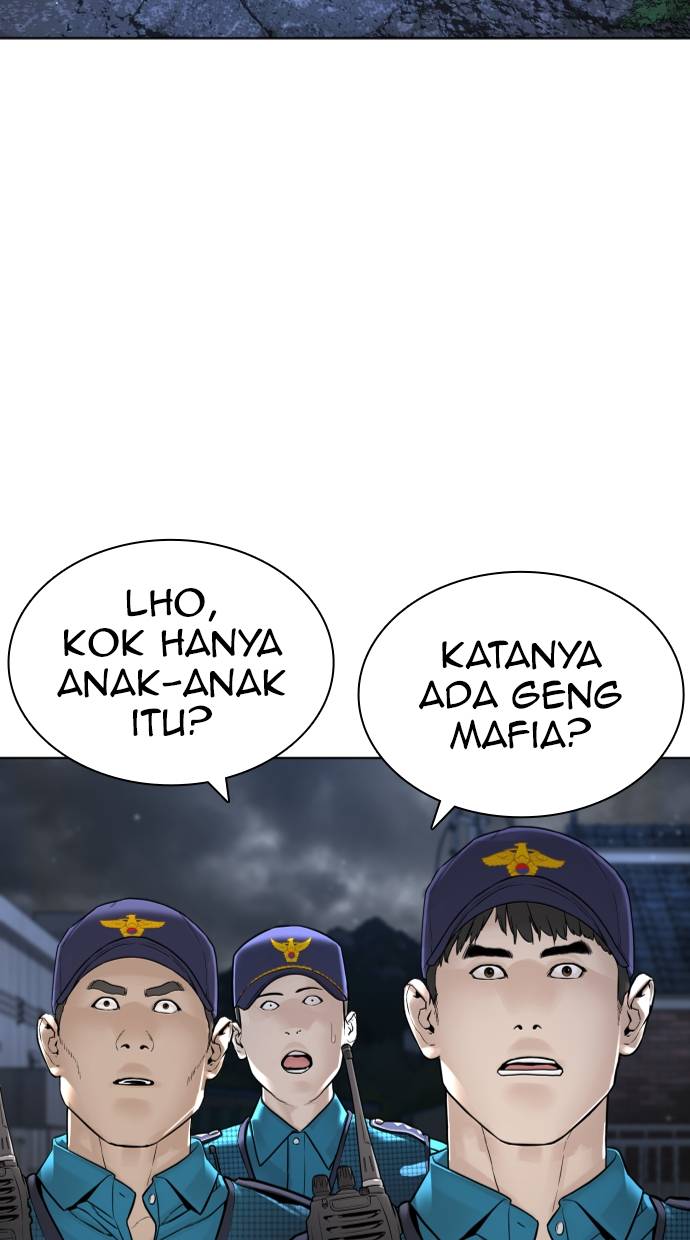 LHO,
KOK HANYA
ANAK-ANAK
ITU?
KATANYA
ADA GENG
MAFIA?